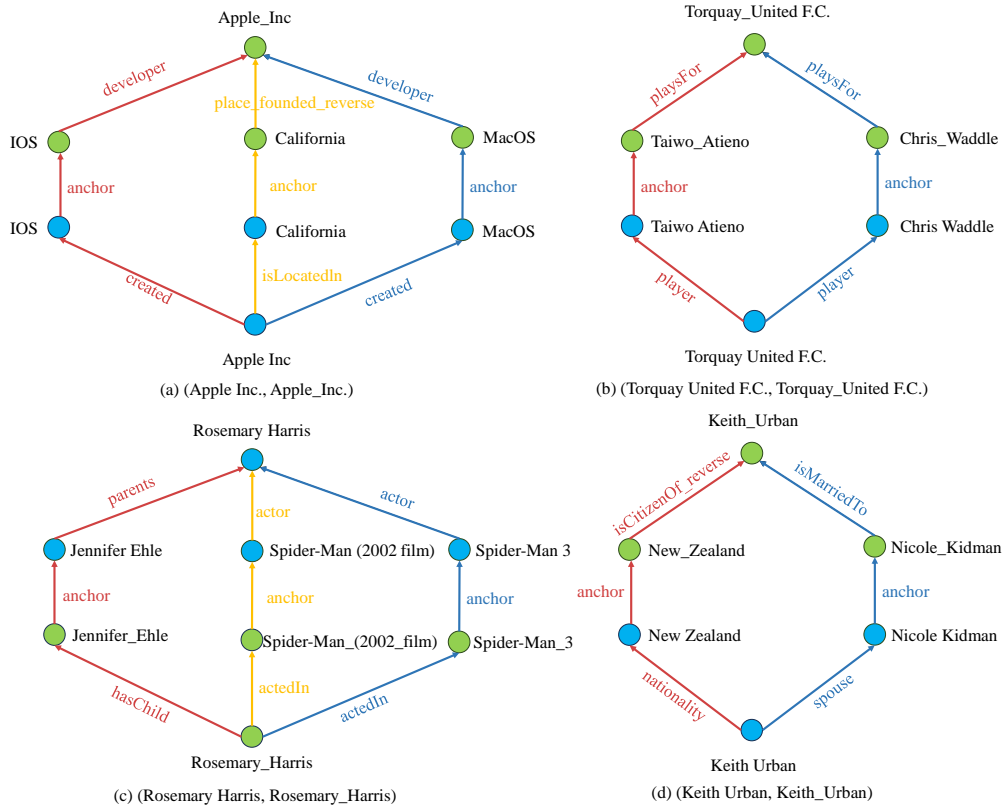 Apple_Inc
developer
developer
place_founded_reverse
IOS
California
MacOS
anchor
anchor
anchor
IOS
California
MacOS
isLocatedIn
created
created
Apple Inc
(a) (Apple Inc., Apple_Inc.)
Torquay_United F.C.
playsFor
playsFor
Taiwo_Atieno
Chris_Waddle
anchor
anchor
Taiwo Atieno
Chris Waddle
player
player
Torquay United F.C.
(b) (Torquay United F.C., Torquay_United F.C.)
Rosemary Harris
parents
actor
actor
Jennifer Ehle
Spider-Man (2002 film)
Spider-Man 3
anchor
anchor
anchor
Jennifer_Ehle
Spider-Man_(2002_film)
Spider-Man_3
hasChild
actedIn
actedIn
Rosemary_Harris
(c) (Rosemary Harris, Rosemary_Harris)
Keith_Urban
isCitizenOf_reverse
isMarriedTo
New_Zealand
Nicole_Kidman
anchor
anchor
New Zealand
Nicole Kidman
nationality
spouse
Keith Urban
(d) (Keith Urban, Keith_Urban)